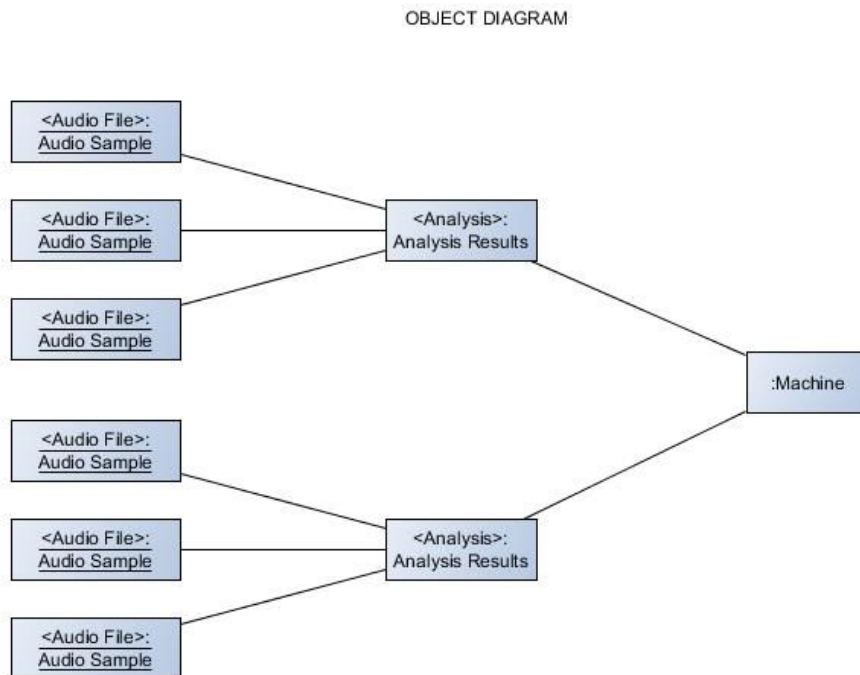 OBJECT DIAGRAM
<Audio File>:
Audio Sample
<Audio File>:
Audio Sample
<Audio File>:
Audio Sample
<Analysis>:
Analysis Results
:Machine
<Audio File>:
Audio Sample
<Audio File>:
Audio Sample
<Audio File>:
Audio Sample
<Analysis>:
Analysis Results